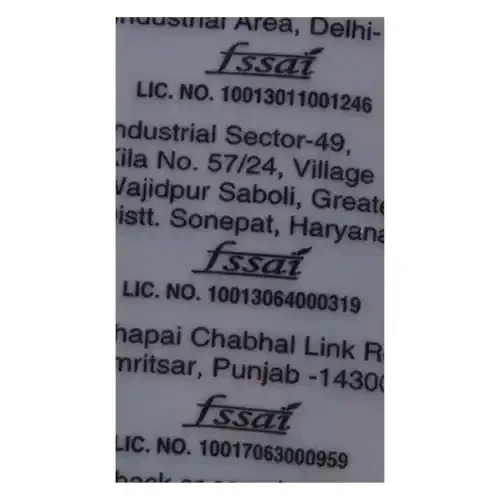 ndustrial Area, Delhi-
fssai
LIC. NO. 10013011001246
ndustrial Sector-49,
Kila No. 57/24, Village
Wajidpur Saboli, Greate
istt. Sonepat, Haryana
fssai
LIC. NO. 10013064000319
hapai Chabhal Link R
mritsar, Punjab -14300
fssai
LIC. NO. 10017063000959